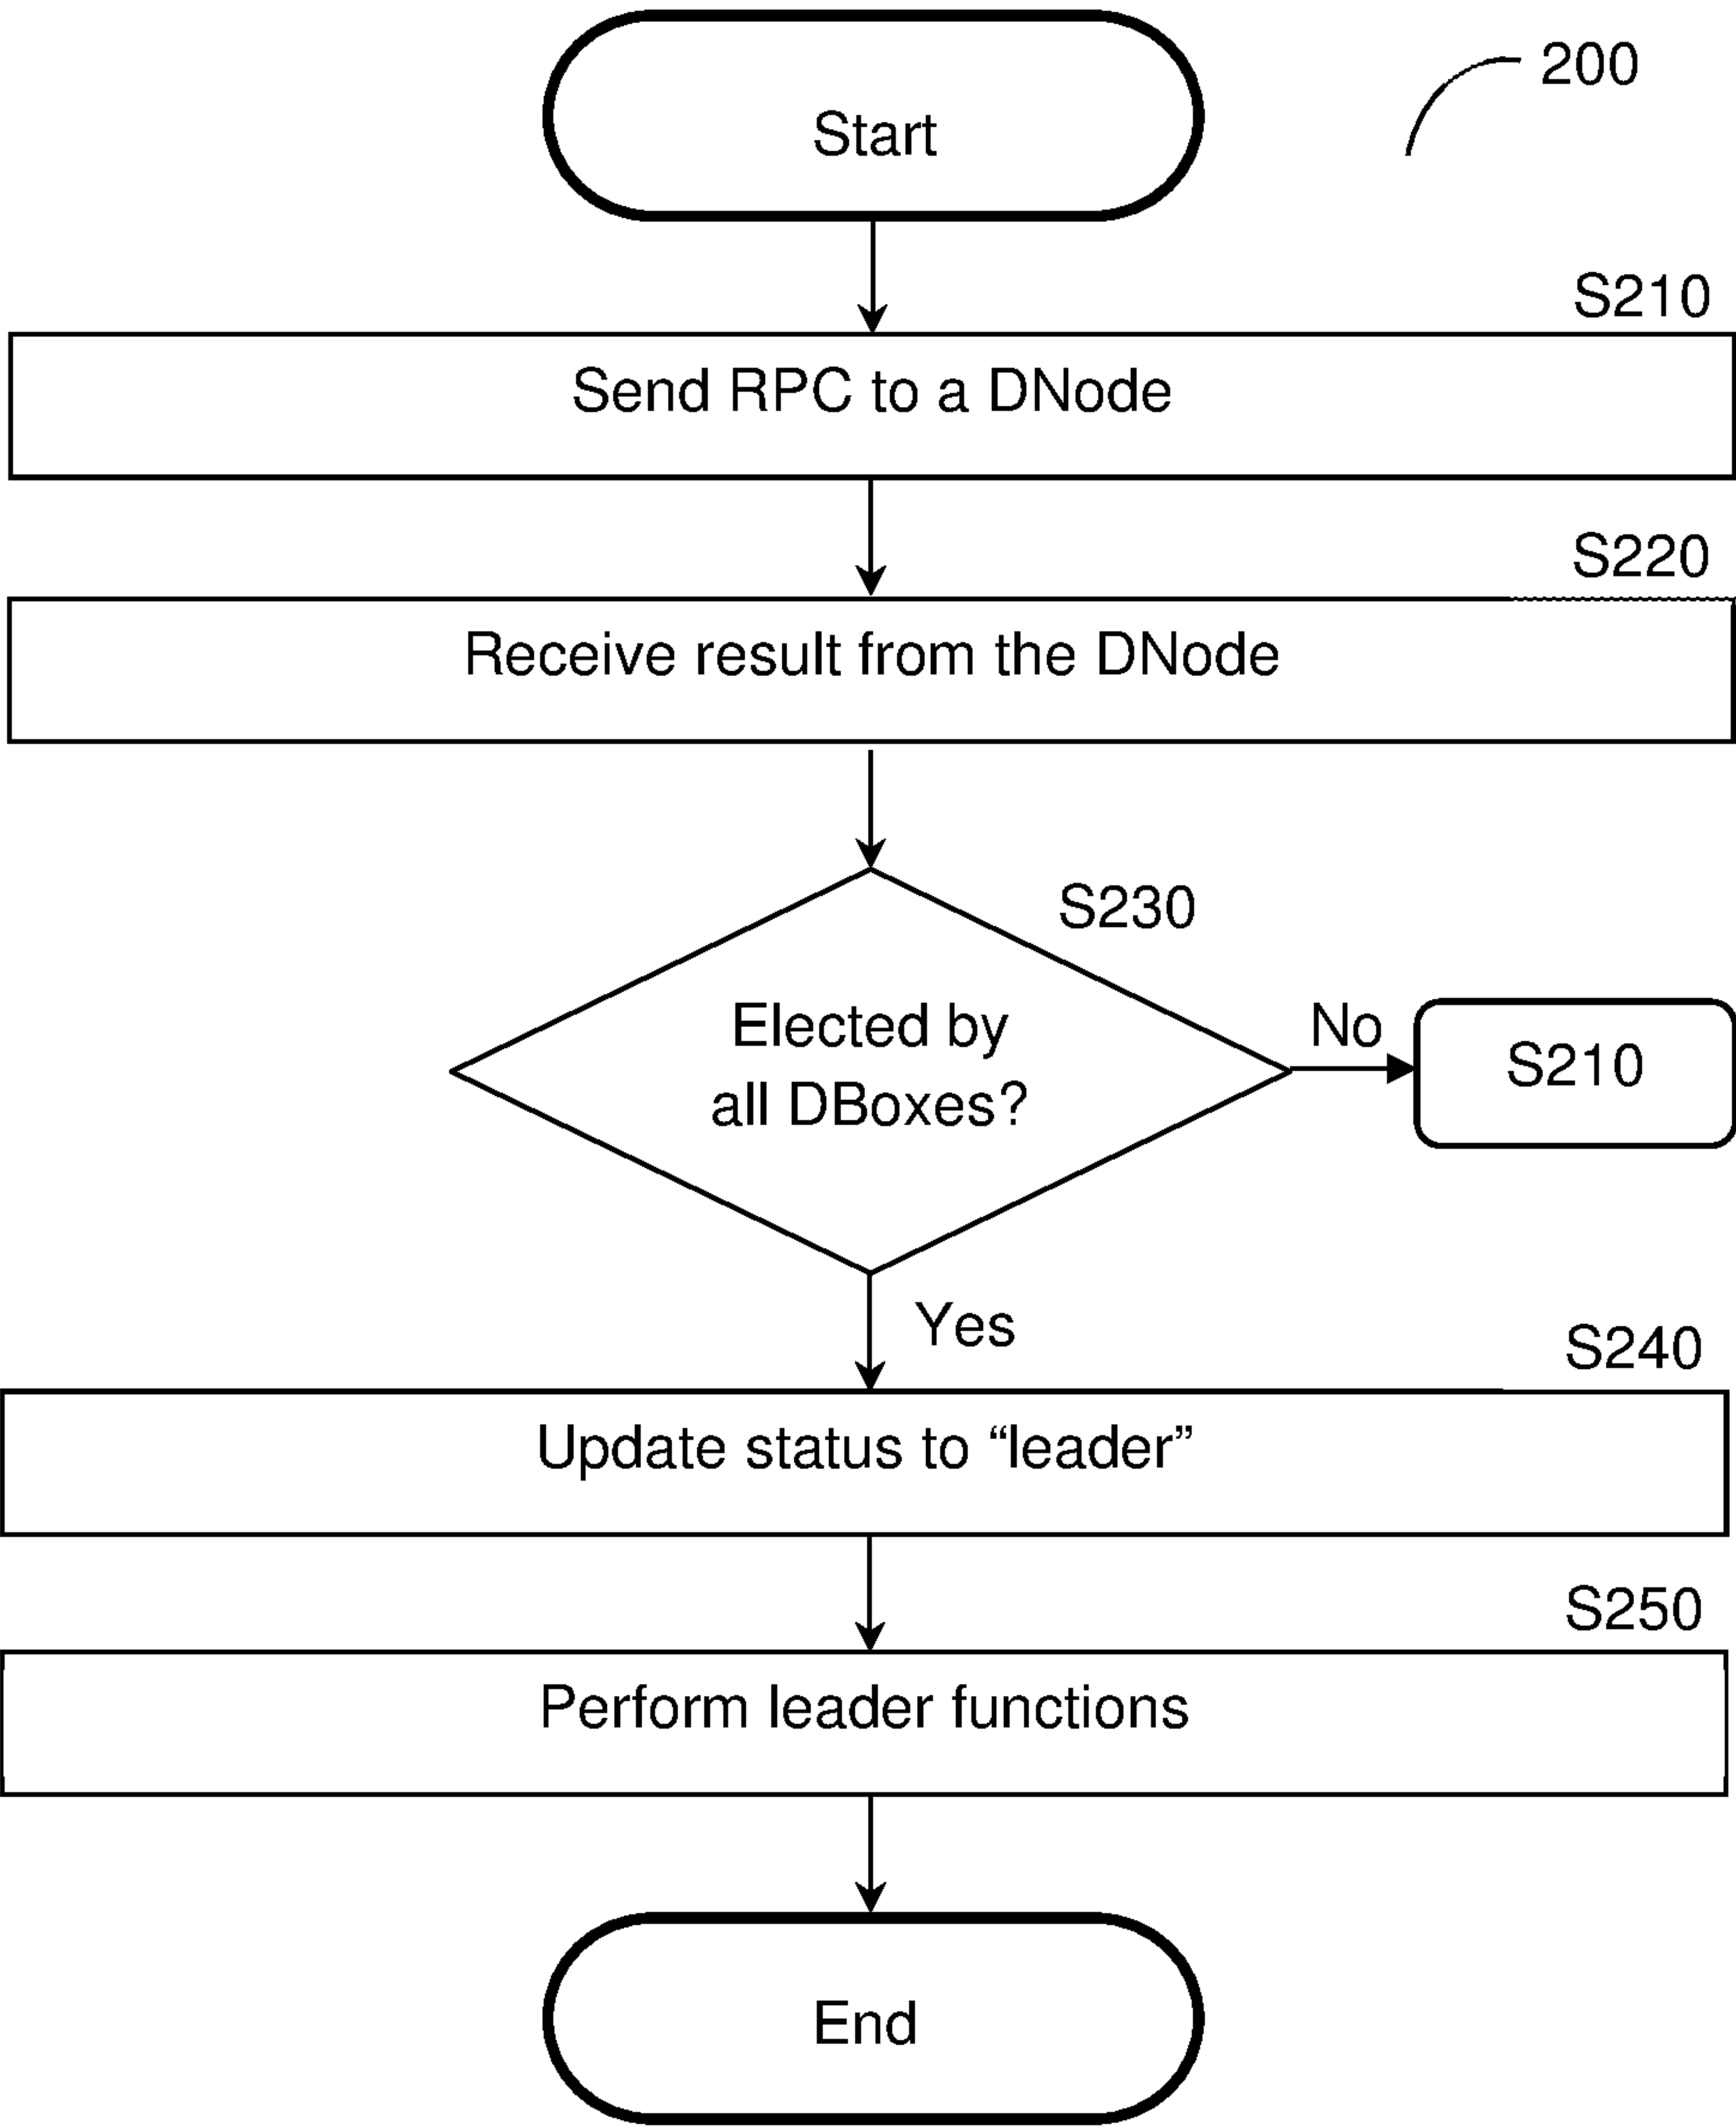 200
Start
S210
Send RPC to a DNode
S220
Receive result from the DNode
S230
Elected by
all DBoxes?
No
S210
Yes
S240
Update status to “leader”
S250
Perform leader functions
End